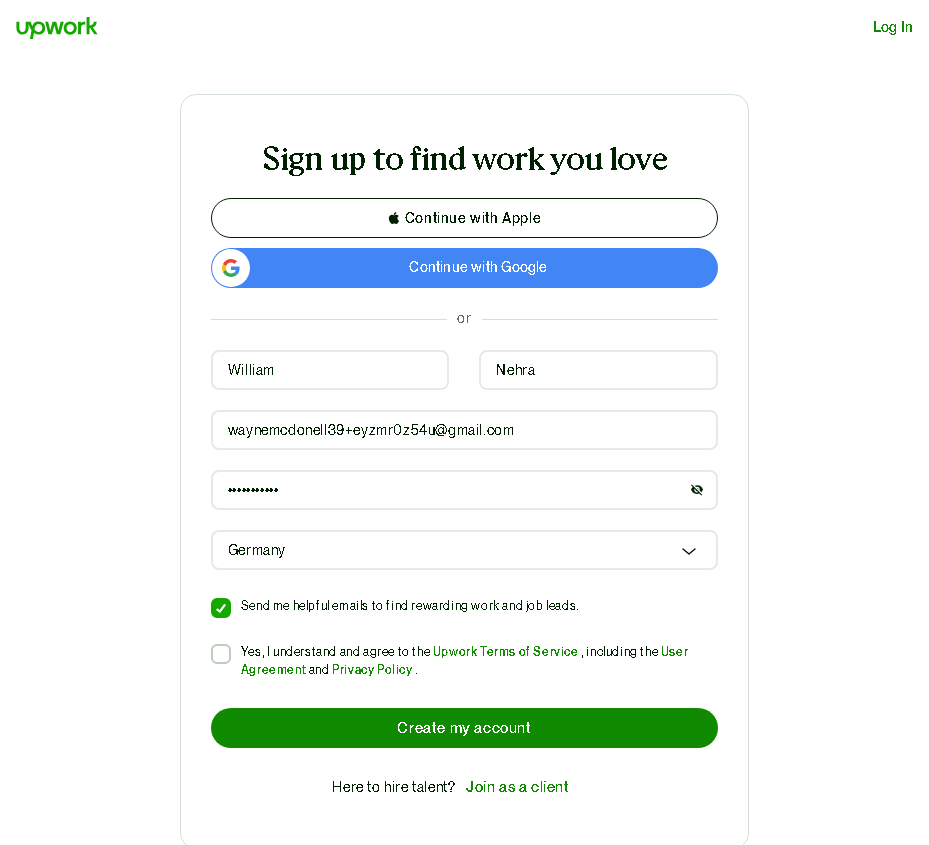 upwork
Log In
Sign up to find work you love
Continue with Apple
Continue with Google
or
William
Nehra
waynemcdonell39+eyzmr0z54u@gmail.com
•••••••••••
Germany
Send me helpful emails to find rewarding work and job leads.
Yes, I understand and agree to the Upwork Terms of Service , including the User
Agreement and Privacy Policy .
Create my account
Here to hire talent? Join as a client